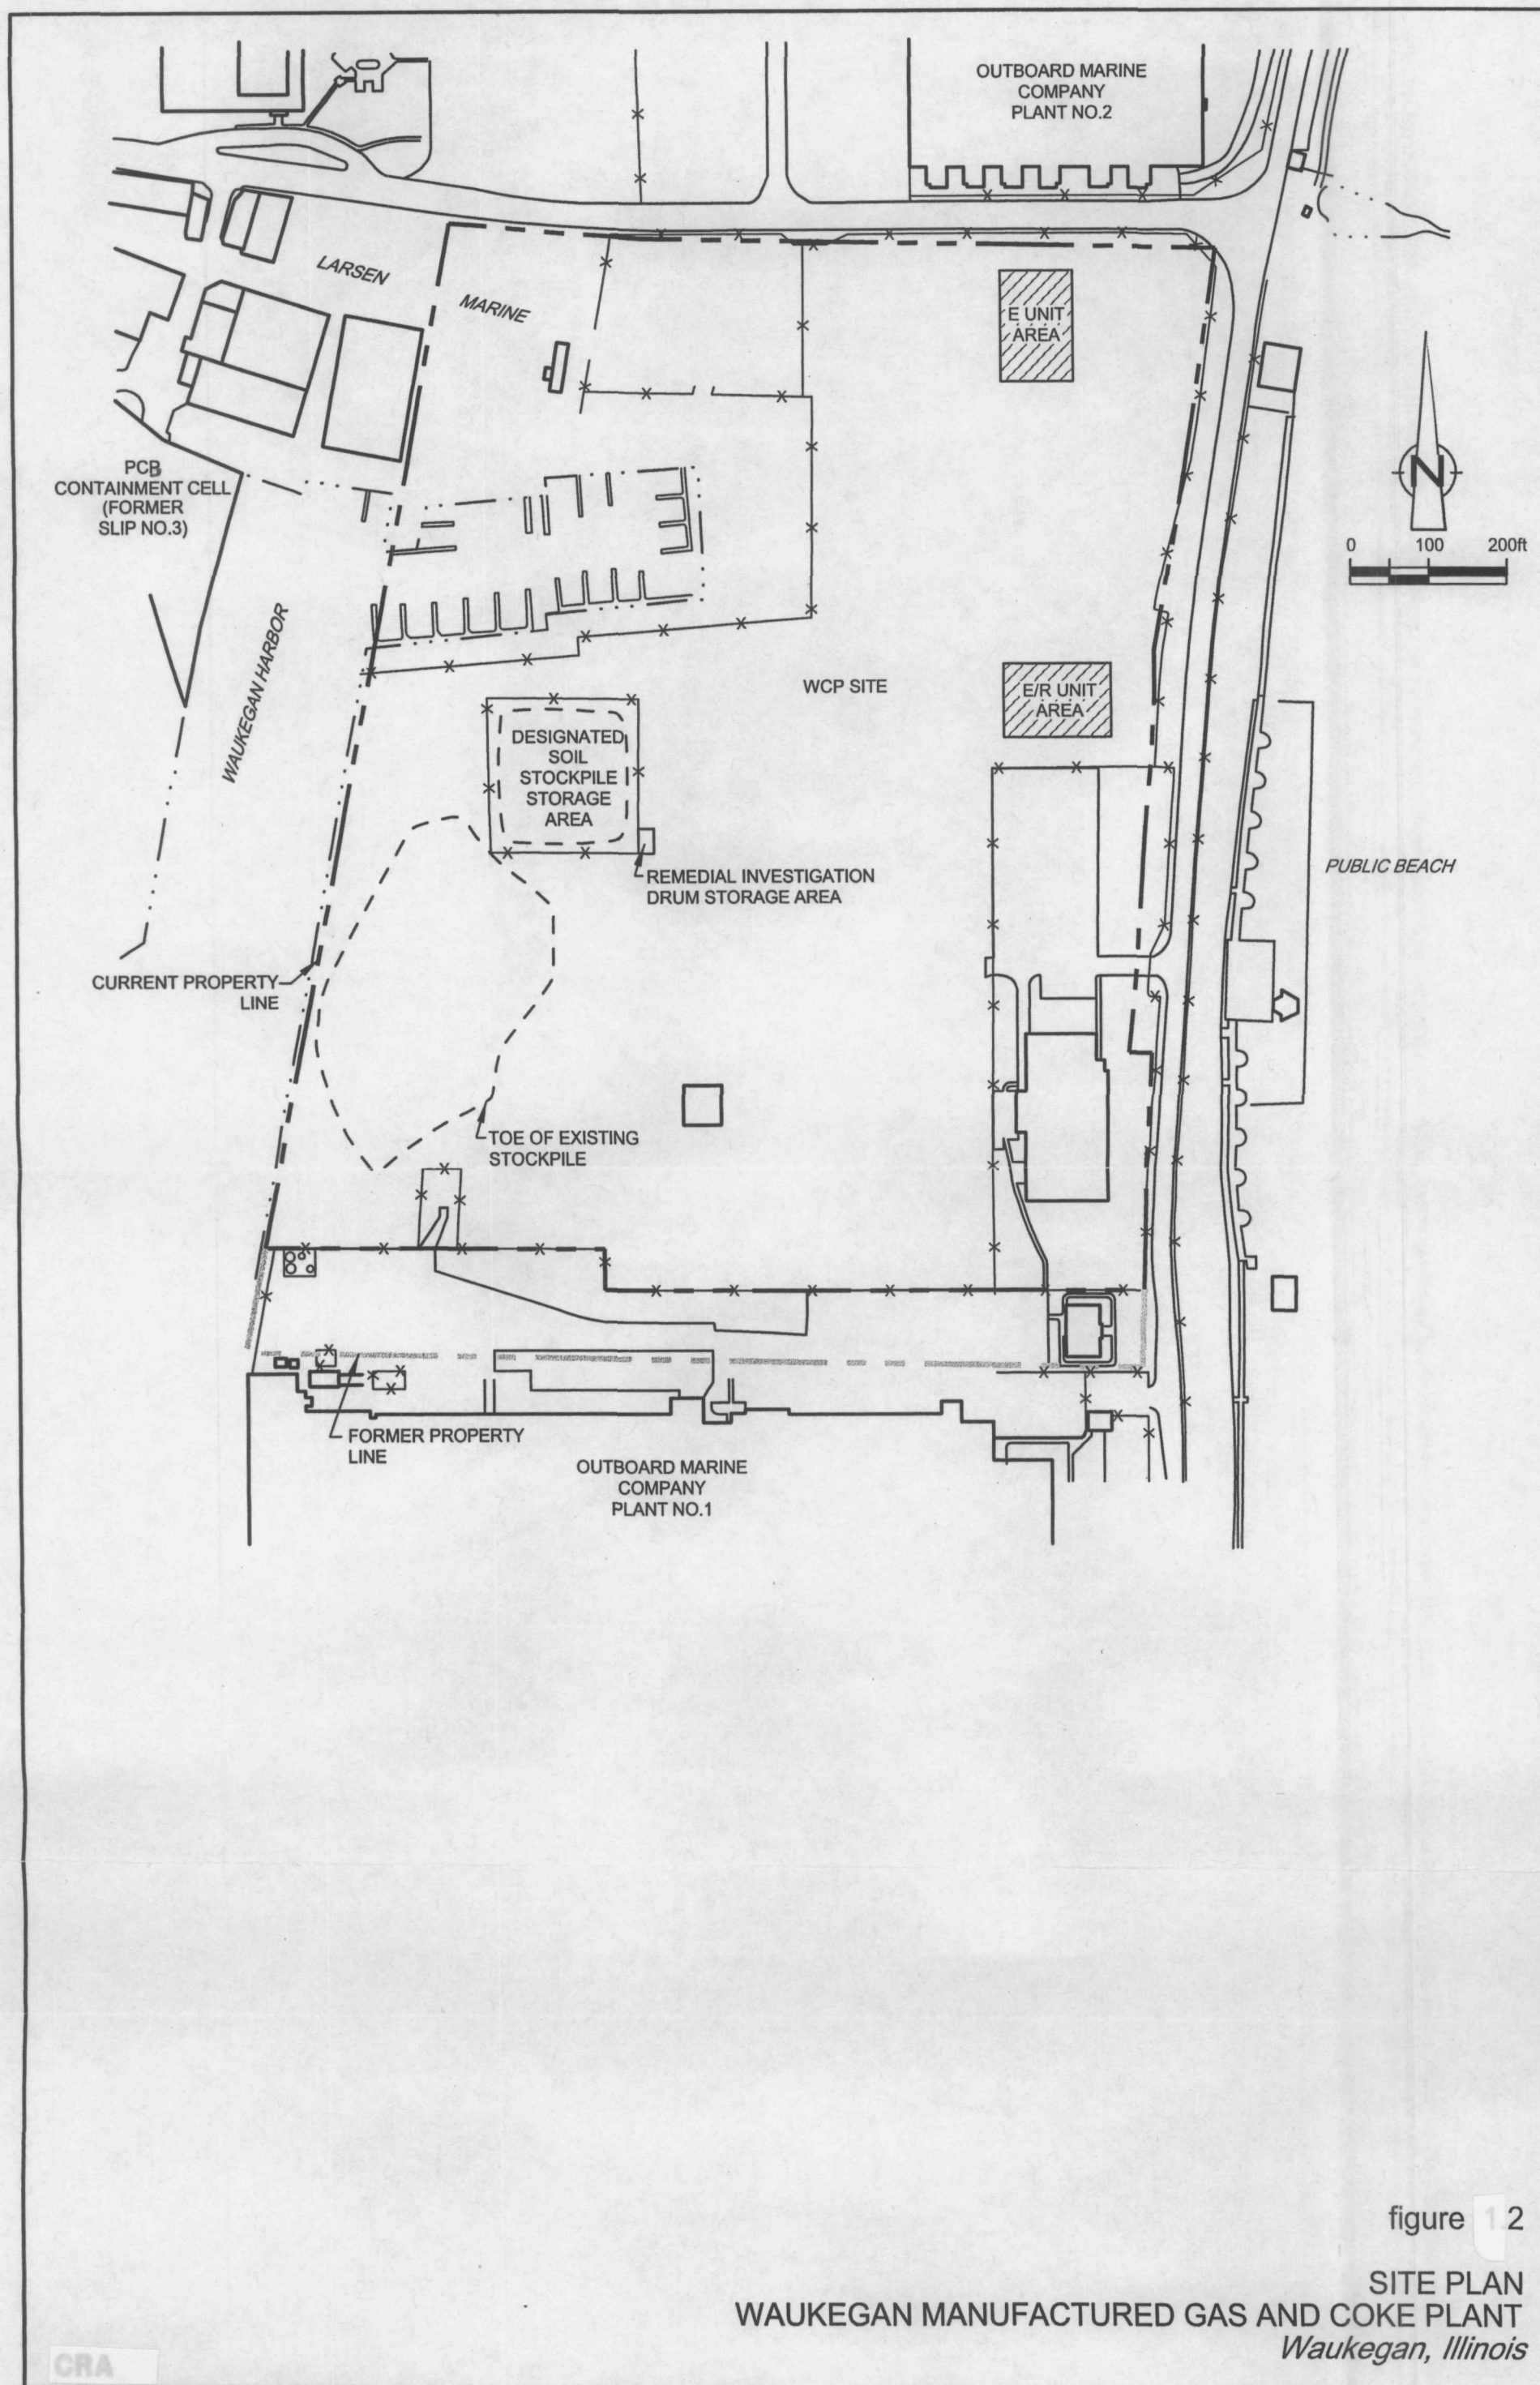 OUTBOARD MARINE
COMPANY
PLANT NO.2
LARSEN
MARINE
E UNIT
AREA
PCB
CONTAINMENT CELL
(FORMER
SLIP NO.3)
N
0 100 200ft
WAUKEGAN HARBOR
WCP SITE
E/R UNIT
AREA
DESIGNATED
SOIL
STOCKPILE
STORAGE
AREA
REMEDIAL INVESTIGATION
DRUM STORAGE AREA
PUBLIC BEACH
CURRENT PROPERTY
LINE
TOE OF EXISTING
STOCKPILE
FORMER PROPERTY
LINE
OUTBOARD MARINE
COMPANY
PLANT NO.1
figure 1.2
SITE PLAN
WAUKEGAN MANUFACTURED GAS AND COKE PLANT
Waukegan, Illinois
CRA